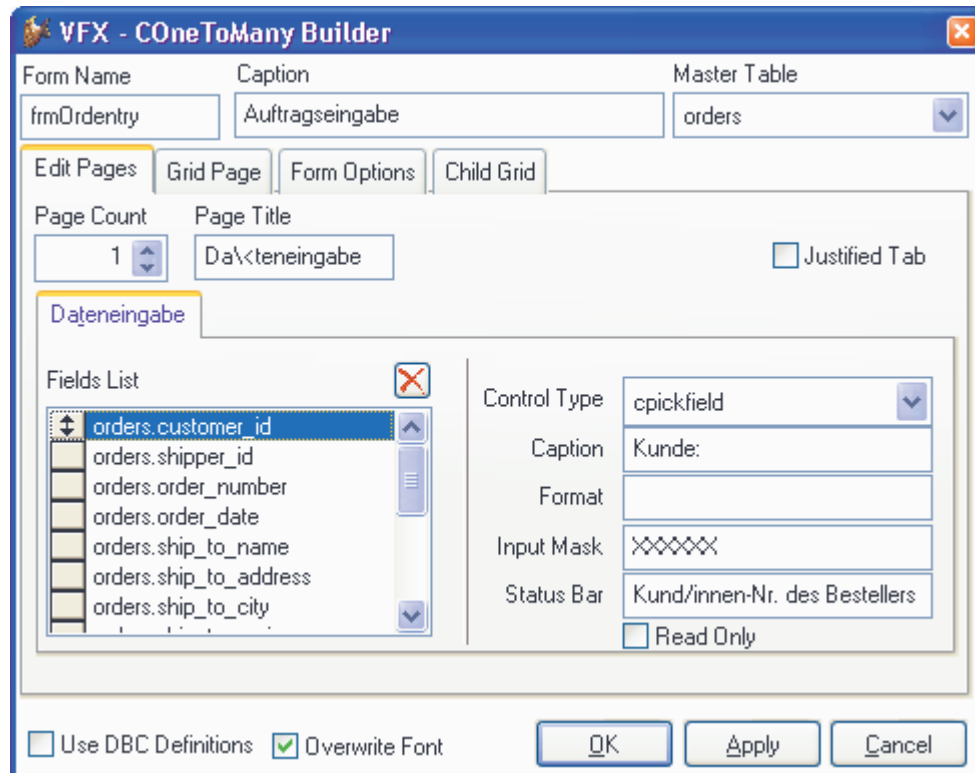 VFX - COneToMany Builder
Form Name Caption Master Table
frmOrdentry Auftragseingabe orders
Edit Pages Grid Page Form Options Child Grid
Page Count Page Title
1 Da\<teneingabe Justified Tab
Dateneingabe
Fields List
Control Type cpickfield
orders.customer_id
Caption Kunde:
orders.shipper_id
orders.order_number
Format
orders.order_date
Input Mask XXXXXX
orders.ship_to_name
orders.ship_to_address
Status Bar Kund/innen-Nr. des Bestellers
orders.ship_to_city
Read Only
Use DBC Definitions Overwrite Font OK Apply Cancel